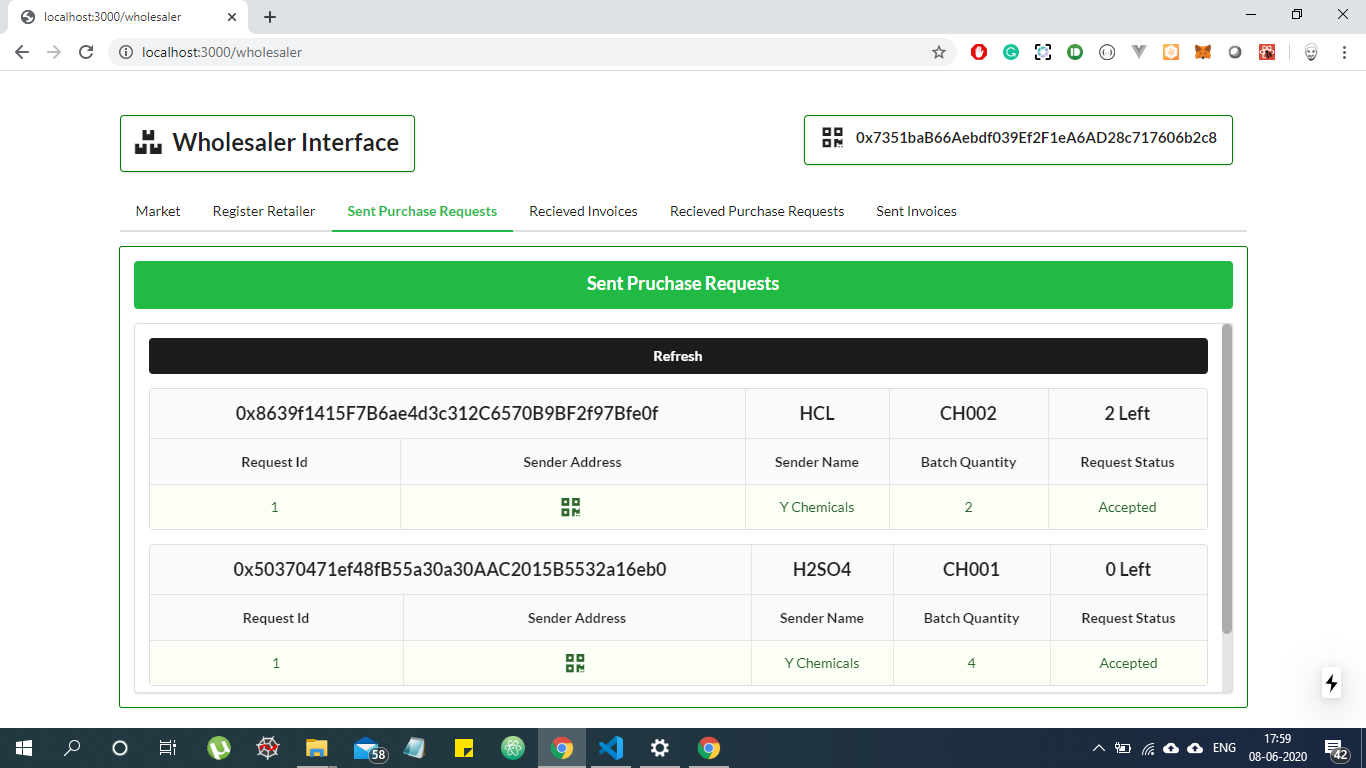 localhost:3000/wholesaler
localhost:3000/wholesaler
Wholesaler Interface
0x7351baB66Aebdf039Ef2F1eA6AD28c717606b2c8
Market Register Retailer Sent Purchase Requests Recieved Invoices Recieved Purchase Requests Sent Invoices
Sent Pruchase Requests
Refresh
0x8639f1415F7B6ae4d3c312C6570B9BF2f97Bfe0f HCL CH002 2 Left
Request Id Sender Address Sender Name Batch Quantity Request Status
1 Y Chemicals 2 Accepted
0x50370471ef48fB55a30a30AAC2015B5532a16eb0 H2SO4 CH001 0 Left
Request Id Sender Address Sender Name Batch Quantity Request Status
1 Y Chemicals 4 Accepted
58
ENG
17:59
08-06-2020
42